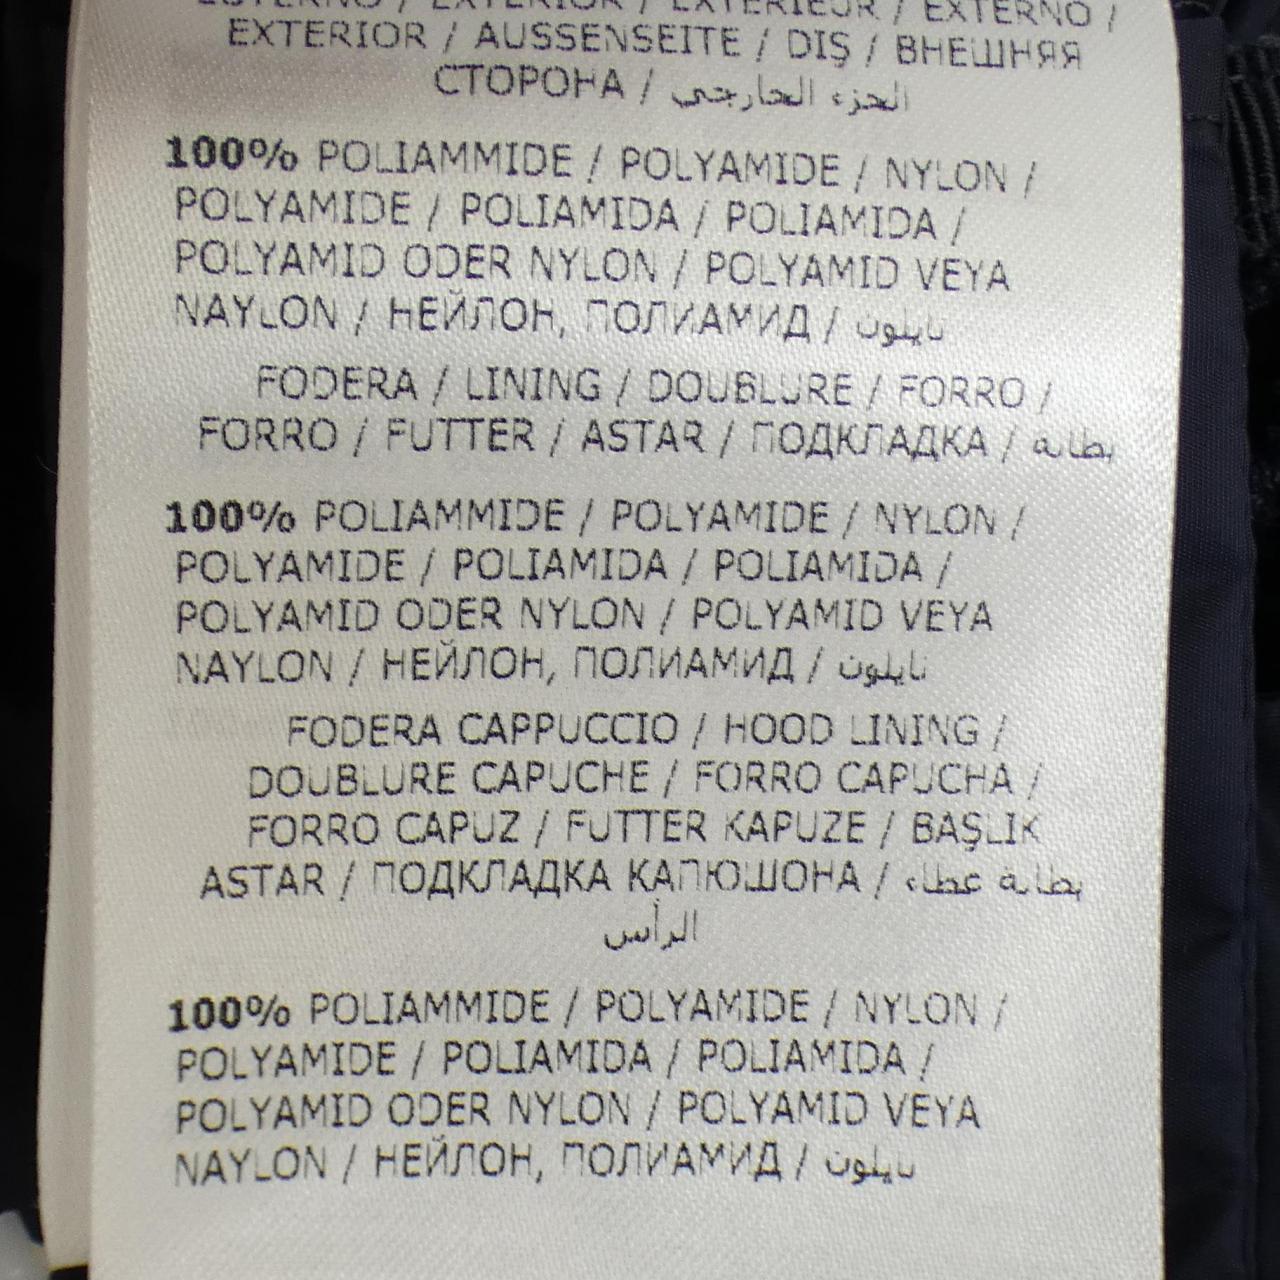 ESTERNO / EXTERIOR / EXTÉRIEUR / EXTERNO /
EXTERIOR / AUSSENSEITE / DIŞ / ВНЕШНЯЯ
СТОРОНА / الجزء الخارجي
100% POLIAMMIDE / POLYAMIDE / NYLON /
POLYAMIDE / POLIAMIDA / POLIAMIDA /
POLYAMID ODER NYLON / POLYAMID VEYA
NAYLON / НЕЙЛОН, ПОЛИАМИД / نايلون
FODERA / LINING / DOUBLURE / FORRO /
FORRO / FUTTER / ASTAR / ПОДКЛАДКА / بطانة
100% POLIAMMIDE / POLYAMIDE / NYLON /
POLYAMIDE / POLIAMIDA / POLIAMIDA /
POLYAMID ODER NYLON / POLYAMID VEYA
NAYLON / НЕЙЛОН, ПОЛИАМИД / نايلون
FODERA CAPPUCCIO / HOOD LINING /
DOUBLURE CAPUCHE / FORRO CAPUCHA /
FORRO CAPUZ / FUTTER KAPUZE / BAŞLIK
ASTAR / ПОДКЛАДКА КАПЮШОНА / بطانة غطاء
الرأس
100% POLIAMMIDE / POLYAMIDE / NYLON /
POLYAMIDE / POLIAMIDA / POLIAMIDA /
POLYAMID ODER NYLON / POLYAMID VEYA
NAYLON / НЕЙЛОН, ПОЛИАМИД / نايلون